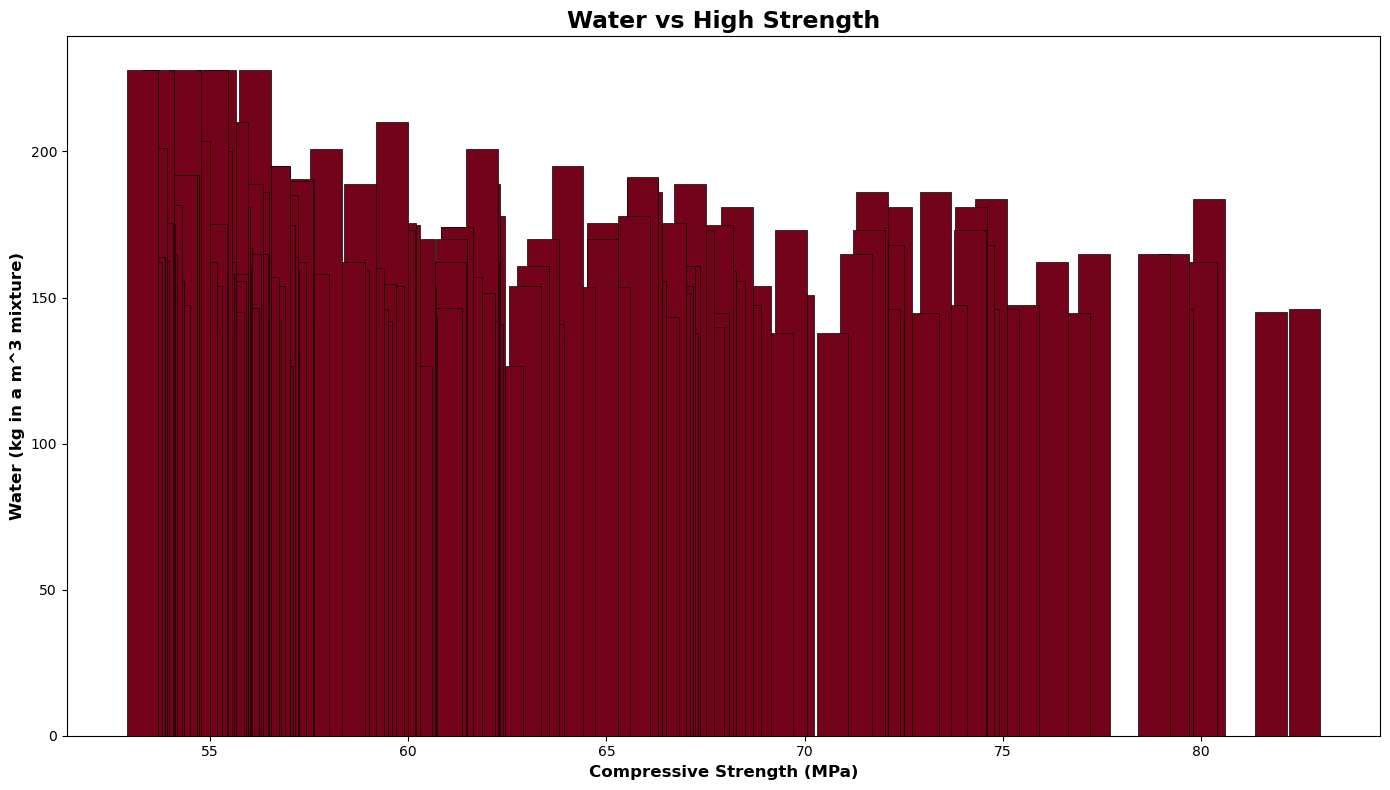 Water vs High Strength
Water (kg in a m^3 mixture)
200
150
100
50
0
55 60 65 70 75 80
Compressive Strength (MPa)